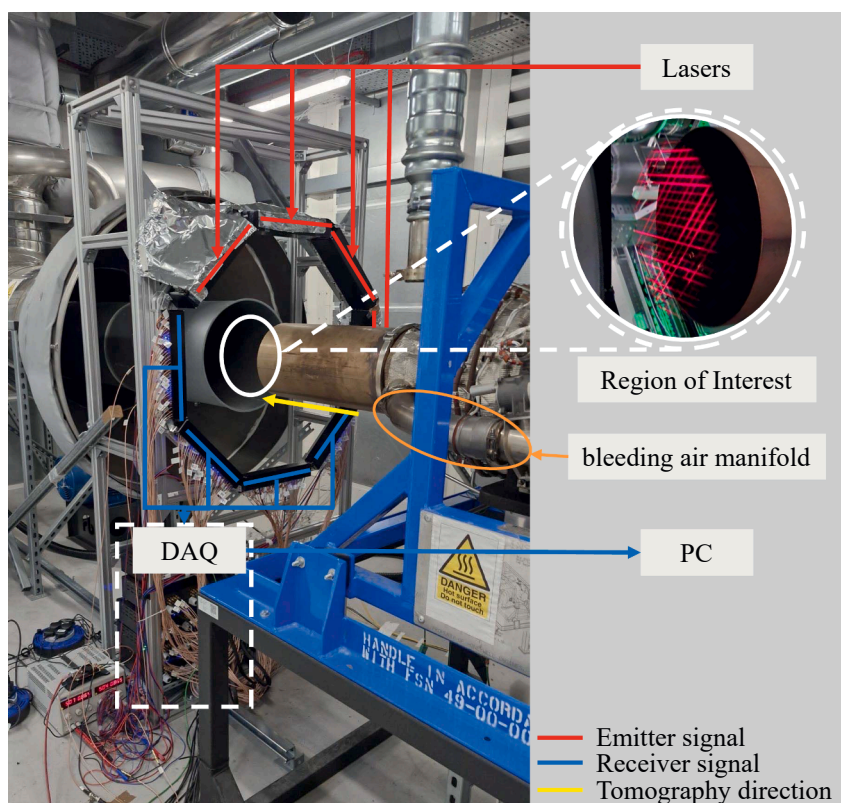 Lasers
Region of Interest
bleeding air manifold
DAQ
PC
DANGER
Hot surface
Do not touch
HANDLE IN ACCORDA
WITH FSN 49-00-00
Emitter signal
Receiver signal
Tomography direction